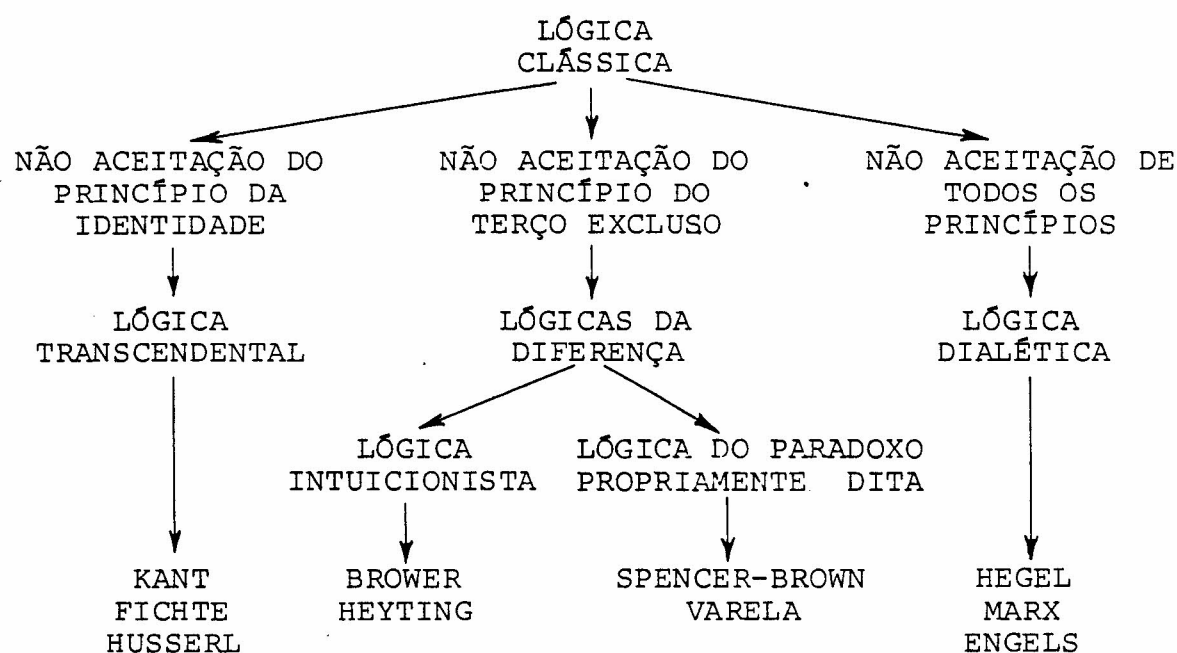 LÓGICA
CLÁSSICA
NÃO ACEITAÇÃO DO
PRINCÍPIO DA
IDENTIDADE
NÃO ACEITAÇÃO DO
PRINCÍPIO DO
TERÇO EXCLUSO
NÃO ACEITAÇÃO DE
TODOS OS
PRINCÍPIOS
LÓGICA
TRANSCENDENTAL
LÓGICAS DA
DIFERENÇA
LÓGICA
DIALÉTICA
LÓGICA
INTUICIONISTA
LÓGICA DO PARADOXO
PROPRIAMENTE DITA
KANT
FICHTE
HUSSERL
BROWER
HEYTING
SPENCER-BROWN
VARELA
HEGEL
MARX
ENGELS